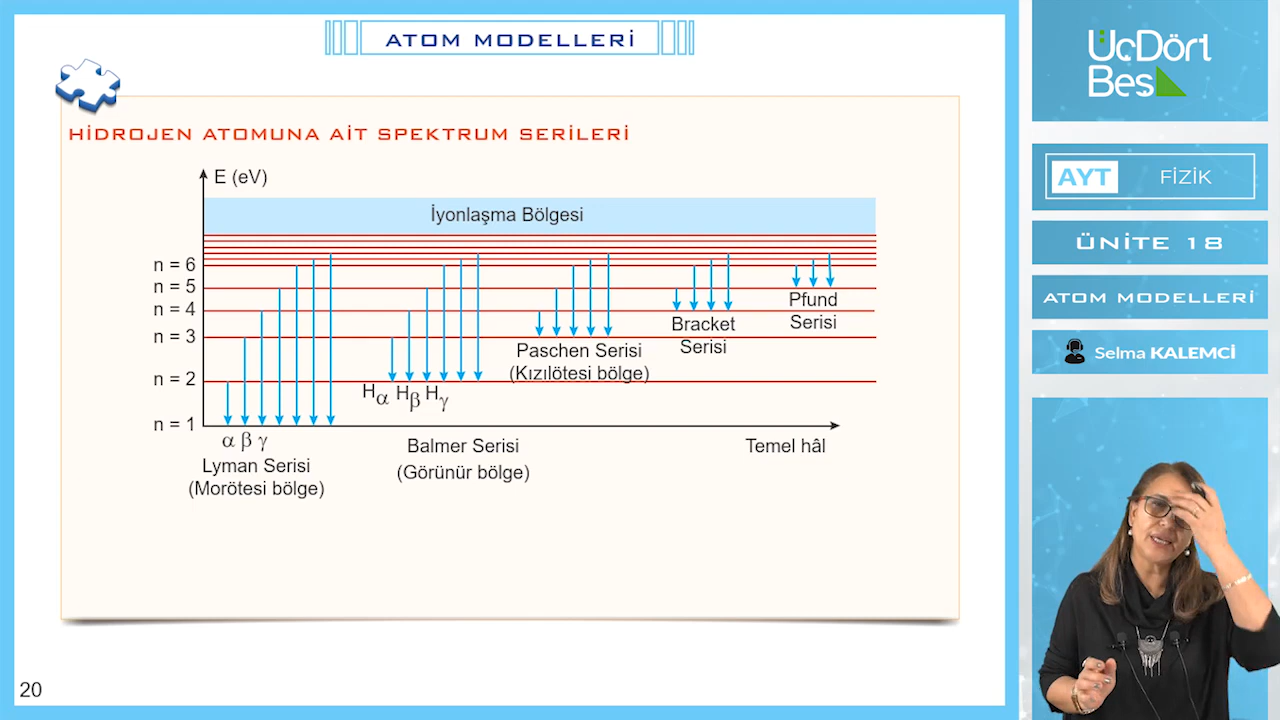 ATOM MODELLERİ
HİDROJEN ATOMUNA AİT SPEKTRUM SERİLERİ
E (eV)
İyonlaşma Bölgesi
n = 6
n = 5
n = 4
n = 3
n = 2
n = 1
Pfund
Serisi
Bracket
Serisi
Paschen Serisi
(Kızılötesi bölge)
Hα Hβ Hγ
α β γ
Lyman Serisi
(Morötesi bölge)
Balmer Serisi
(Görünür bölge)
Temel hâl
20
ÜçDört
Beş
AYT FİZİK
ÜNİTE 18
ATOM MODELLERİ
Selma KALEMCİ